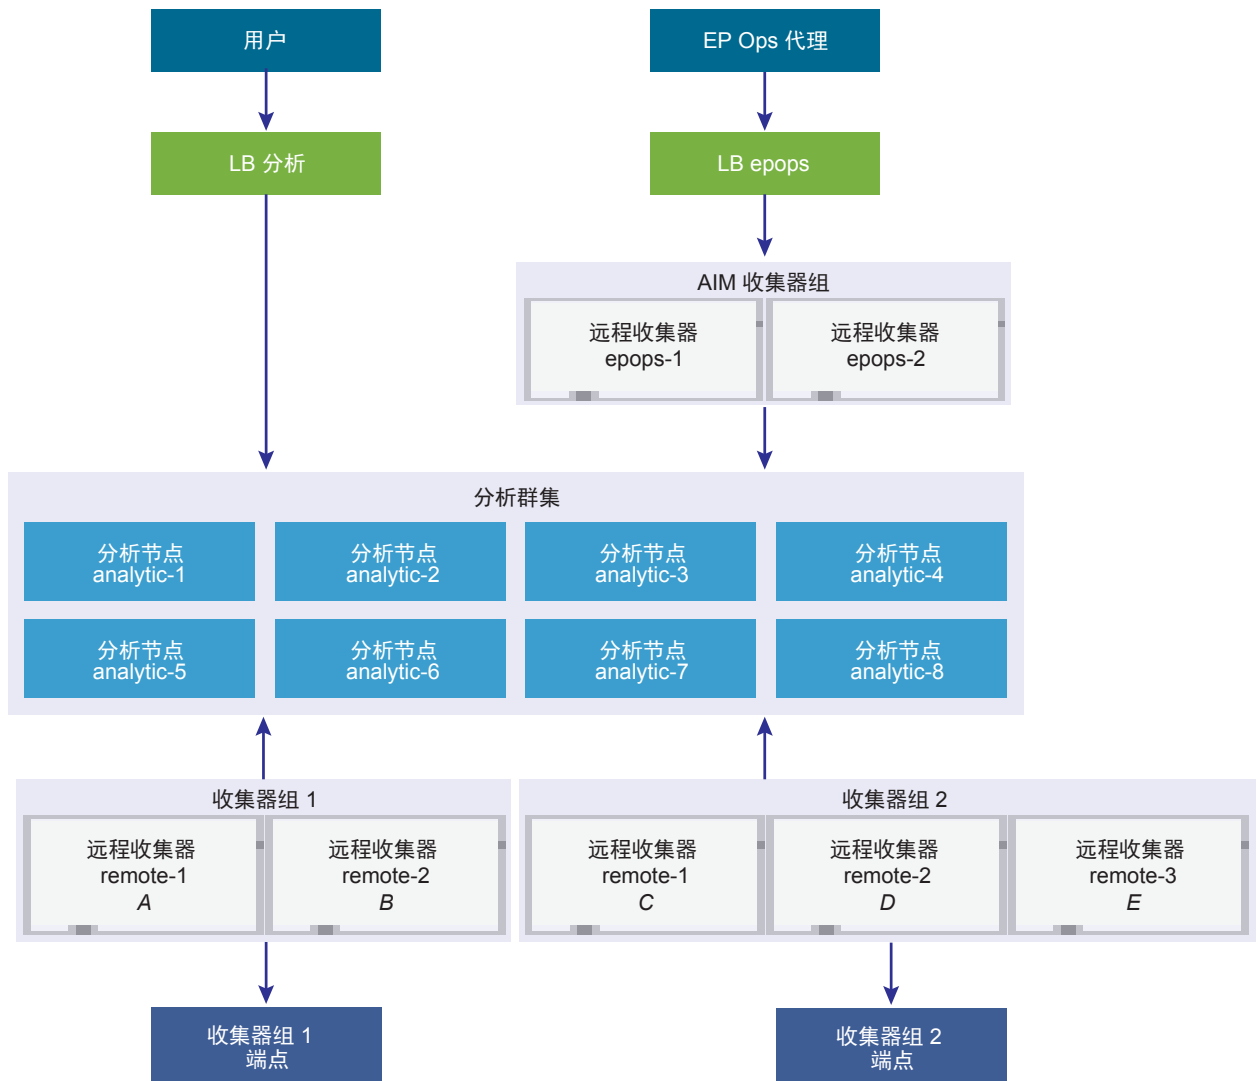 用户
EP Ops 代理
LB 分析
LB epops
AIM 收集器组
远程收集器
epops-1
远程收集器
epops-2
分析群集
分析节点
analytic-1
分析节点
analytic-2
分析节点
analytic-3
分析节点
analytic-4
分析节点
analytic-5
分析节点
analytic-6
分析节点
analytic-7
分析节点
analytic-8
收集器组 1
远程收集器
remote-1
A
远程收集器
remote-2
B
收集器组 2
远程收集器
remote-1
C
远程收集器
remote-2
D
远程收集器
remote-3
E
收集器组 1
端点
收集器组 2
端点